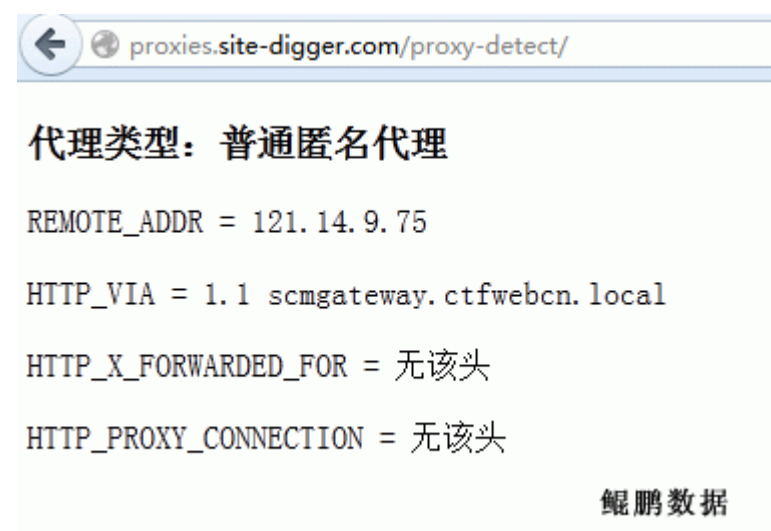 proxies.site-digger.com/proxy-detect/
代理类型：普通匿名代理
REMOTE_ADDR = 121.14.9.75
HTTP_VIA = 1.1 scmgateway.ctfwebcn.local
HTTP_X_FORWARDED_FOR = 无该头
HTTP_PROXY_CONNECTION = 无该头
鲲鹏数据